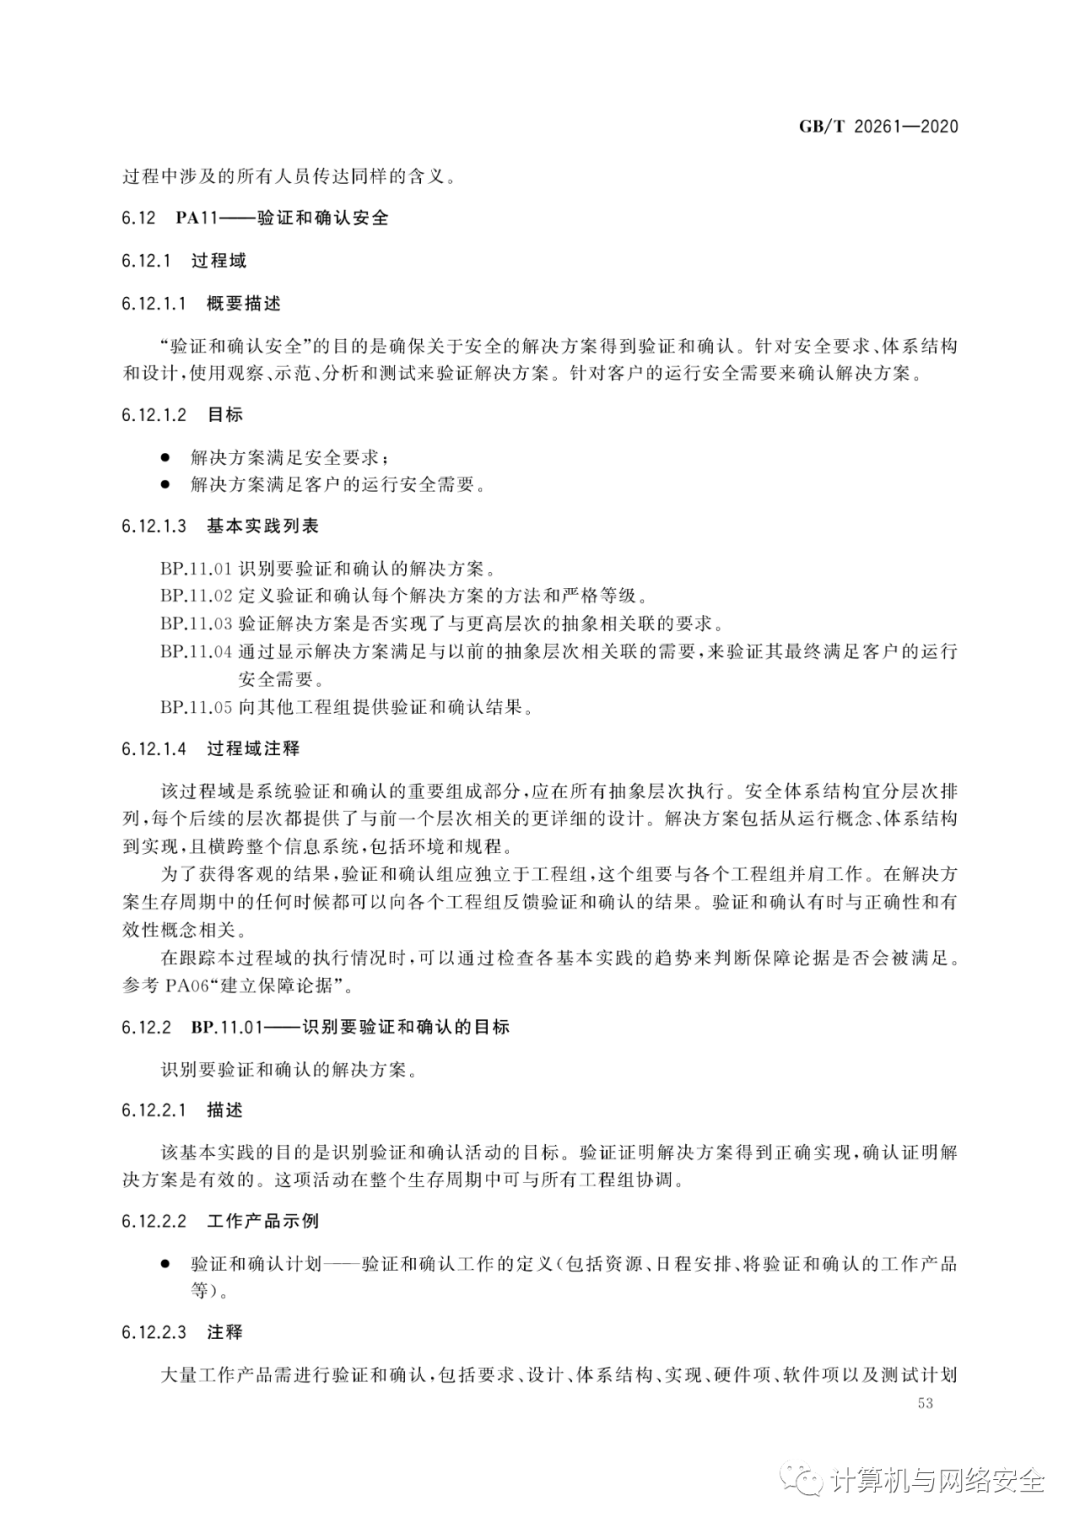 GB/T 20261—2020
过程中涉及的所有人员传达同样的含义。
6.12 PA11——验证和确认安全
6.12.1 过程域
6.12.1.1 概要描述
“验证和确认安全”的目的是确保关于安全的解决方案得到验证和确认。针对安全要求、体系结构
和设计,使用观察、示范、分析和测试来验证解决方案。针对客户的运行安全需要来确认解决方案。
6.12.1.2 目标
● 解决方案满足安全要求;
● 解决方案满足客户的运行安全需要。
6.12.1.3 基本实践列表
BP.11.01 识别要验证和确认的解决方案。
BP.11.02 定义验证和确认每个解决方案的方法和严格等级。
BP.11.03 验证解决方案是否实现了与更高层次的抽象相关联的要求。
BP.11.04 通过显示解决方案满足与以前的抽象层次相关联的需要,来验证其最终满足客户的运行
安全需要。
BP.11.05 向其他工程组提供验证和确认结果。
6.12.1.4 过程域注释
该过程域是系统验证和确认的重要组成部分,应在所有抽象层次执行。安全体系结构宜分层次排
列,每个后续的层次都提供了与前一个层次相关的更详细的设计。解决方案包括从运行概念、体系结构
到实现,且横跨整个信息系统,包括环境和规程。
为了获得客观的结果,验证和确认组应独立于工程组,这个组要与各个工程组并肩工作。在解决方
案生存周期中的任何时候都可以向各个工程组反馈验证和确认的结果。验证和确认有时与正确性和有
效性概念相关。
在跟踪本过程域的执行情况时,可以通过检查各基本实践的趋势来判断保障论据是否会被满足。
参考 PA06“建立保障论据”。
6.12.2 BP.11.01——识别要验证和确认的目标
识别要验证和确认的解决方案。
6.12.2.1 描述
该基本实践的目的是识别验证和确认活动的目标。验证证明解决方案得到正确实现,确认证明解
决方案是有效的。这项活动在整个生存周期中可与所有工程组协调。
6.12.2.2 工作产品示例
● 验证和确认计划——验证和确认工作的定义(包括资源、日程安排、将验证和确认的工作产品
等)。
6.12.2.3 注释
大量工作产品需进行验证和确认,包括要求、设计、体系结构、实现、硬件项、软件项以及测试计划
53
计算机与网络安全